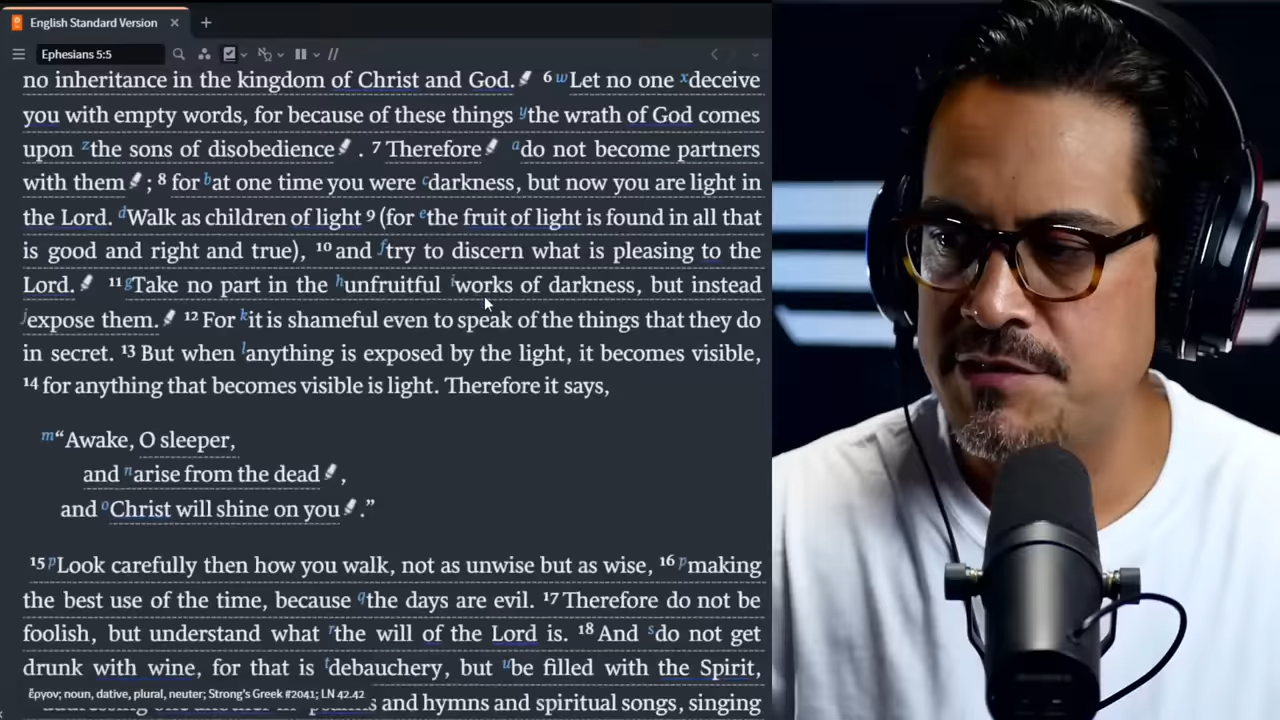 English Standard Version
Ephesians 5:5
no inheritance in the kingdom of Christ and God. 6 w Let no one x deceive
you with empty words, for because of these things y the wrath of God comes
upon z the sons of disobedience . 7 Therefore a do not become partners
with them ; 8 for b at one time you were c darkness, but now you are light in
the Lord. d Walk as children of light 9 (for e the fruit of light is found in all that
is good and right and true), 10 and f try to discern what is pleasing to the
Lord. 11 g Take no part in the h unfruitful i works of darkness, but instead
j expose them. 12 For k it is shameful even to speak of the things that they do
in secret. 13 But when l anything is exposed by the light, it becomes visible,
14 for anything that becomes visible is light. Therefore it says,
m “Awake, O sleeper,
and n arise from the dead ,
and o Christ will shine on you .”
15 p Look carefully then how you walk, not as unwise but as wise, 16 p making
the best use of the time, because q the days are evil. 17 Therefore do not be
foolish, but understand what r the will of the Lord is. 18 And s do not get
drunk with wine, for that is t debauchery, but u be filled with the Spirit,
ἔργον; noun, dative, plural, neuter; Strong's Greek #2041; LN 42.42
and hymns and spiritual songs, singing